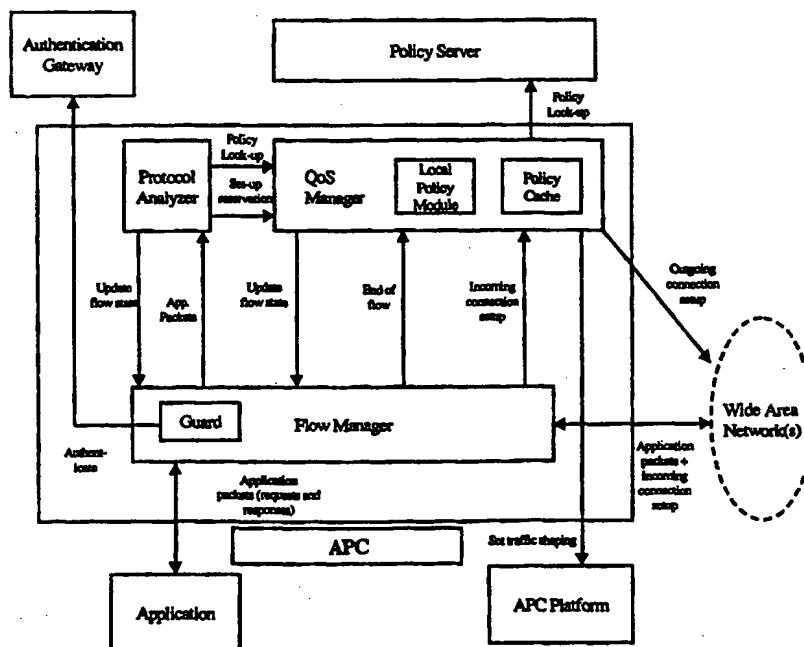 Authentication
Gateway
Policy Server
Policy
Look-up
Policy
Look-up
Protocol
Analyzer
Set-up
reservation
QoS
Manager
Local
Policy
Module
Policy
Cache
Update
flow state
App.
Packets
Update
flow state
End of
flow
Incoming
connection
setup
Outgoing
connection
setup
Guard
Flow Manager
Wide Area
Network(s)
Authent-
icate
Application
packets (requests and
responses)
Application
packets +
Incoming
connection
setup
APC
Set traffic shaping
Application
APC Platform